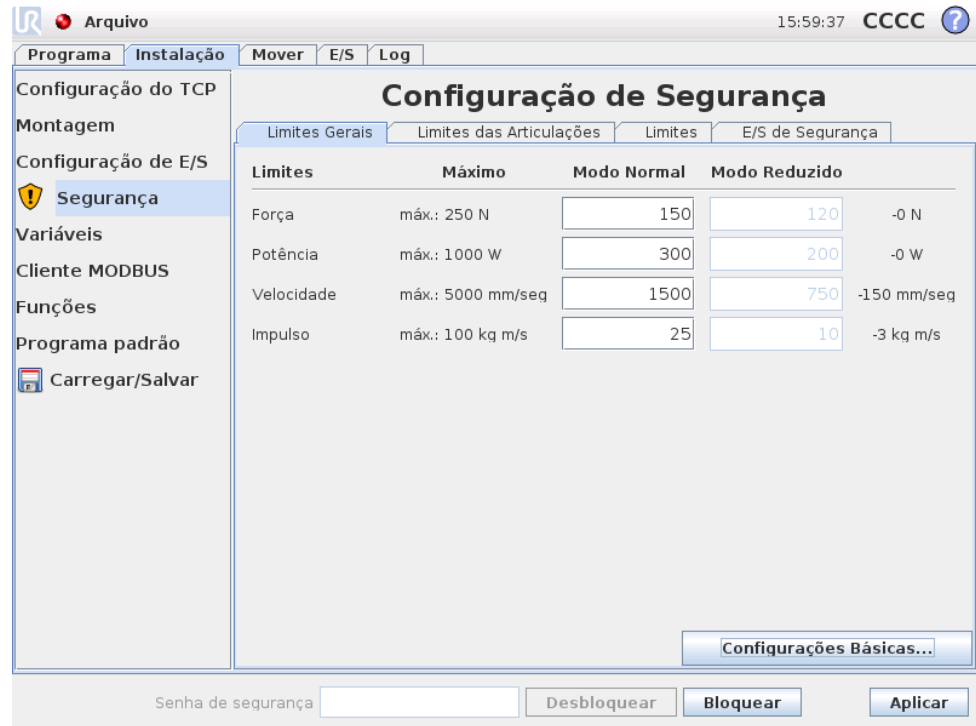 UR Arquivo 15:59:37 CCCC ?
Programa Instalação Mover E/S Log
Configuração do TCP
Montagem
Configuração de E/S
Segurança
Variáveis
Cliente MODBUS
Funções
Programa padrão
Carregar/Salvar
Configuração de Segurança
Limites Gerais Limites das Articulações Limites E/S de Segurança
Limites Máximo Modo Normal Modo Reduzido
Força máx.: 250 N 150 120 -0 N
Potência máx.: 1000 W 300 200 -0 W
Velocidade máx.: 5000 mm/seg 1500 750 -150 mm/seg
Impulso máx.: 100 kg m/s 25 10 -3 kg m/s
Configurações Básicas...
Senha de segurança Desbloquear Bloquear Aplicar